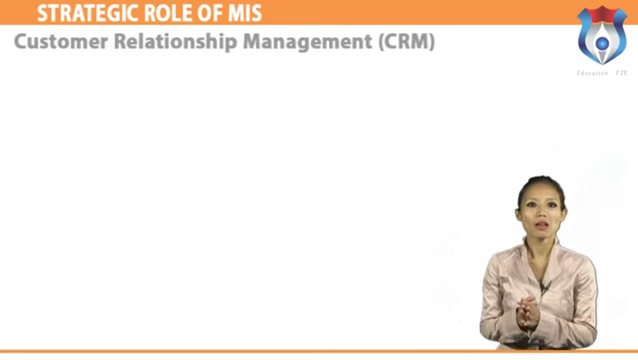 STRATEGIC ROLE OF MIS
Customer Relationship Management (CRM)
Education